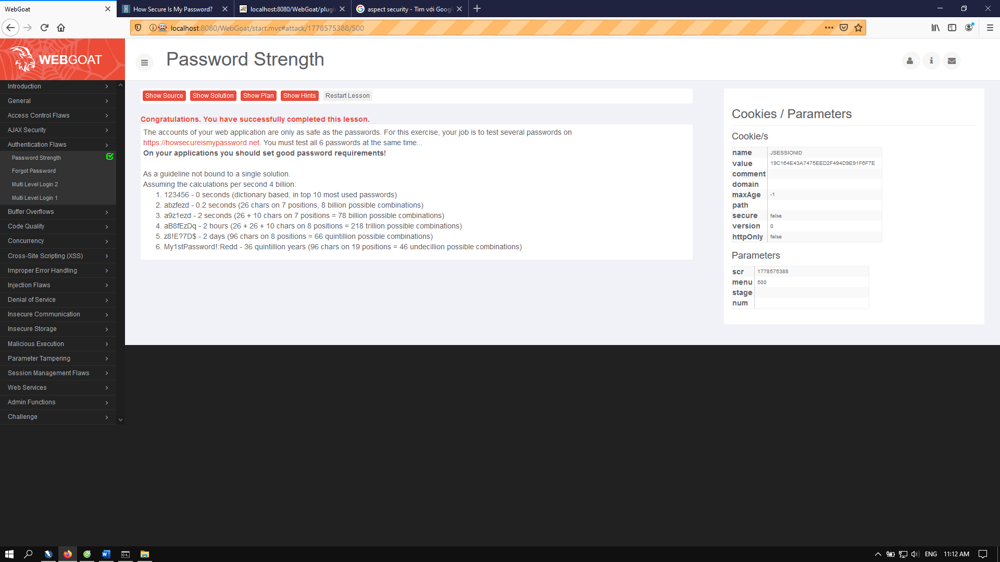 WebGoat
How Secure Is My Password?
localhost:8080/WebGoat/plugi
aspect security - Tìm với Googl
localhost:8080/WebGoat/start.mvc#attack/1778575388/500
WEBGOAT
Password Strength
Introduction
General
Access Control Flaws
AJAX Security
Authentication Flaws
Password Strength
Forgot Password
Multi Level Login 2
Multi Level Login 1
Buffer Overflows
Code Quality
Concurrency
Cross-Site Scripting (XSS)
Improper Error Handling
Injection Flaws
Denial of Service
Insecure Communication
Insecure Storage
Malicious Execution
Parameter Tampering
Session Management Flaws
Web Services
Admin Functions
Challenge
Show Source
Show Solution
Show Plan
Show Hints
Restart Lesson
Congratulations. You have successfully completed this lesson.
The accounts of your web application are only as safe as the passwords. For this exercise, your job is to test several passwords on
https://howsecureismypassword.net. You must test all 6 passwords at the same time...
On your applications you should set good password requirements!
As a guideline not bound to a single solution.
Assuming the calculations per second 4 billion:
1. 123456 - 0 seconds (dictionary based, in top 10 most used passwords)
2. abzfezd - 0.2 seconds (26 chars on 7 positions, 8 billion possible combinations)
3. a9z1ezd - 2 seconds (26 + 10 chars on 7 positions = 78 billion possible combinations)
4. aB8fEzDq - 2 hours (26 + 26 + 10 chars on 8 positions = 218 trillion possible combinations)
5. z8!E?7D$ - 2 days (96 chars on 8 positions = 66 quintillion possible combinations)
6. My1stPassword!:Redd - 36 quintillion years (96 chars on 19 positions = 46 undecillion possible combinations)
Cookies / Parameters
Cookie/s
name JSESSIONID
value 19C164E43A7475EED2F494D9E91F6F7E
comment
domain
maxAge -1
path
secure false
version 0
httpOnly false
Parameters
scr 1778575388
menu 500
stage
num
ENG
11:12 AM